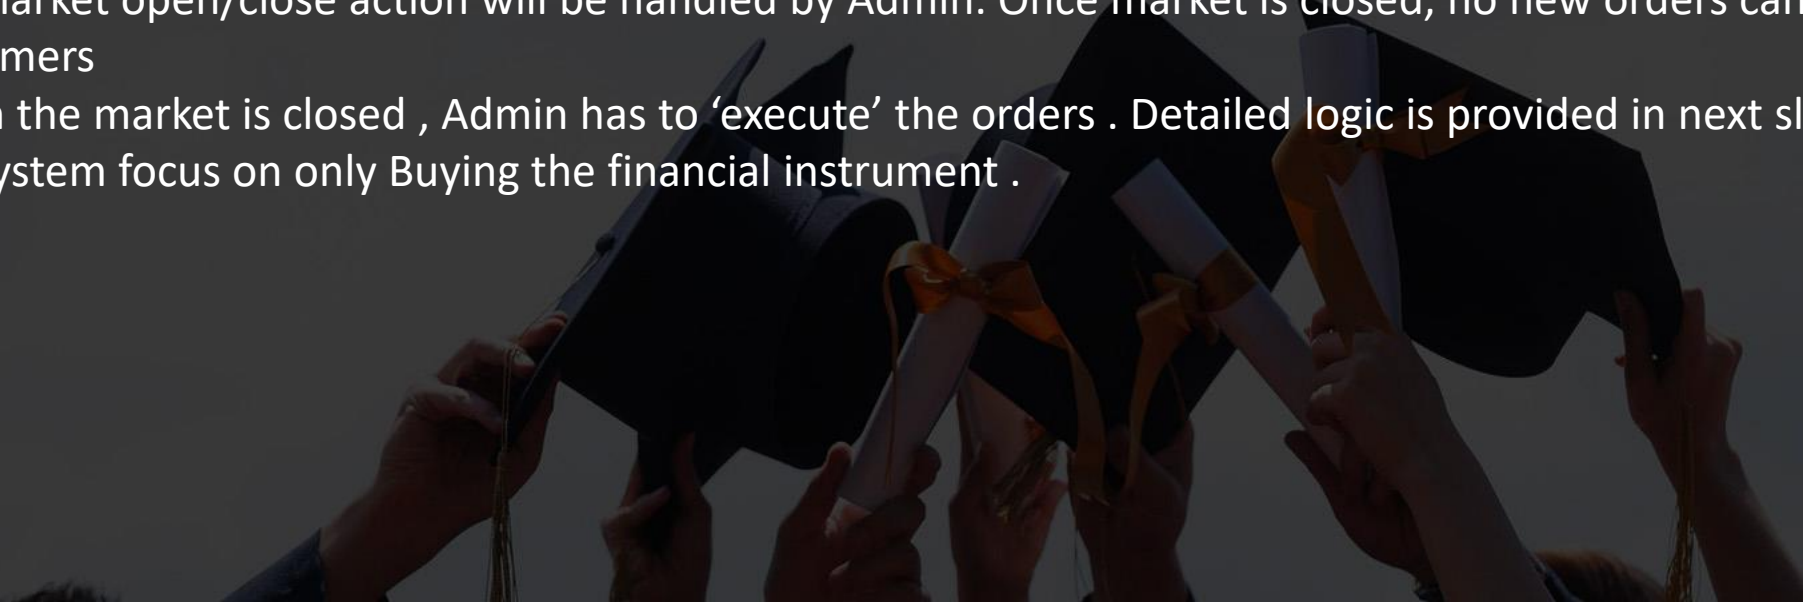 arket open/close action will be handled by Admin. Once market is closed, no new orders can
mers
the market is closed , Admin has to ‘execute’ the orders . Detailed logic is provided in next sl
ystem focus on only Buying the financial instrument .